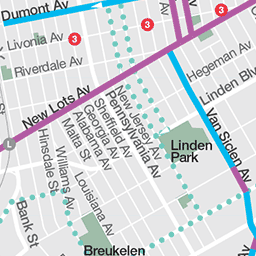 Dumont Av
3
Livonia Av
3
3
Riverdale Av
Hegeman Av
New Lots Av
Linden Blv
L
New Jersey Av
Pennsylvania Av
Sheffield Av
Georgia Av
Alabama Av
Malta St
Van Siclen Av
Linden
Park
Hinsdale St
Williams Av
Louisiana Av
Bank St
Breukelen